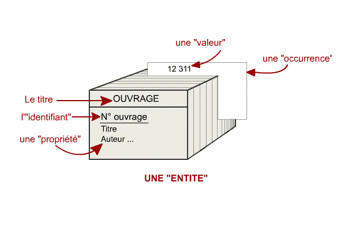 une "valeur"
12 311
une "occurrence"
Le titre
OUVRAGE
l'"identifiant"
N° ouvrage
Titre
une "propriété"
Auteur ...
UNE "ENTITE"